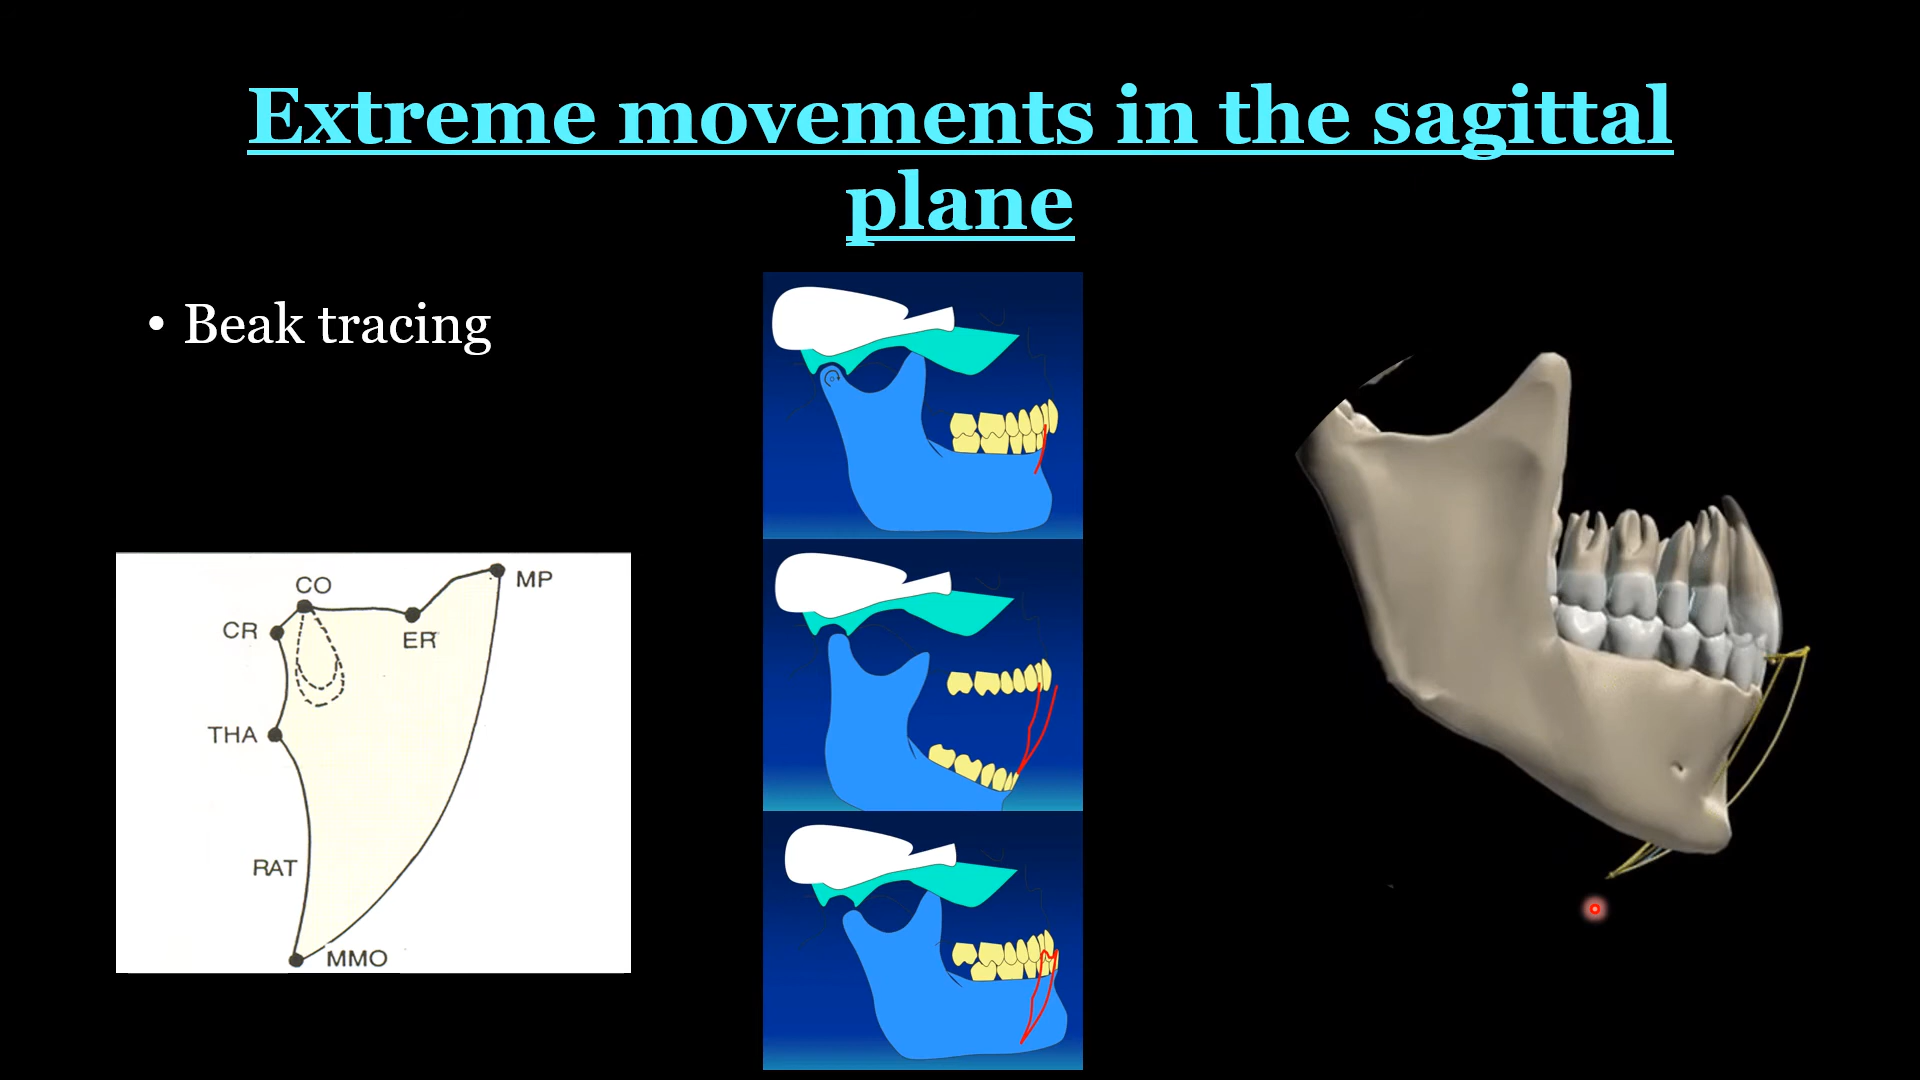 Extreme movements in the sagittal
plane
• Beak tracing
CO
MP
CR
ER
THA
RAT
MMO